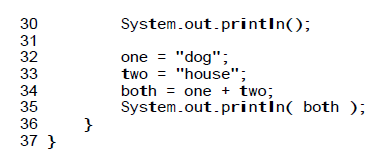 30 System.out.println();
31
32 one = "dog";
33 two = "house";
34 both = one + two;
35 System.out.println( both );
36 }
37 }